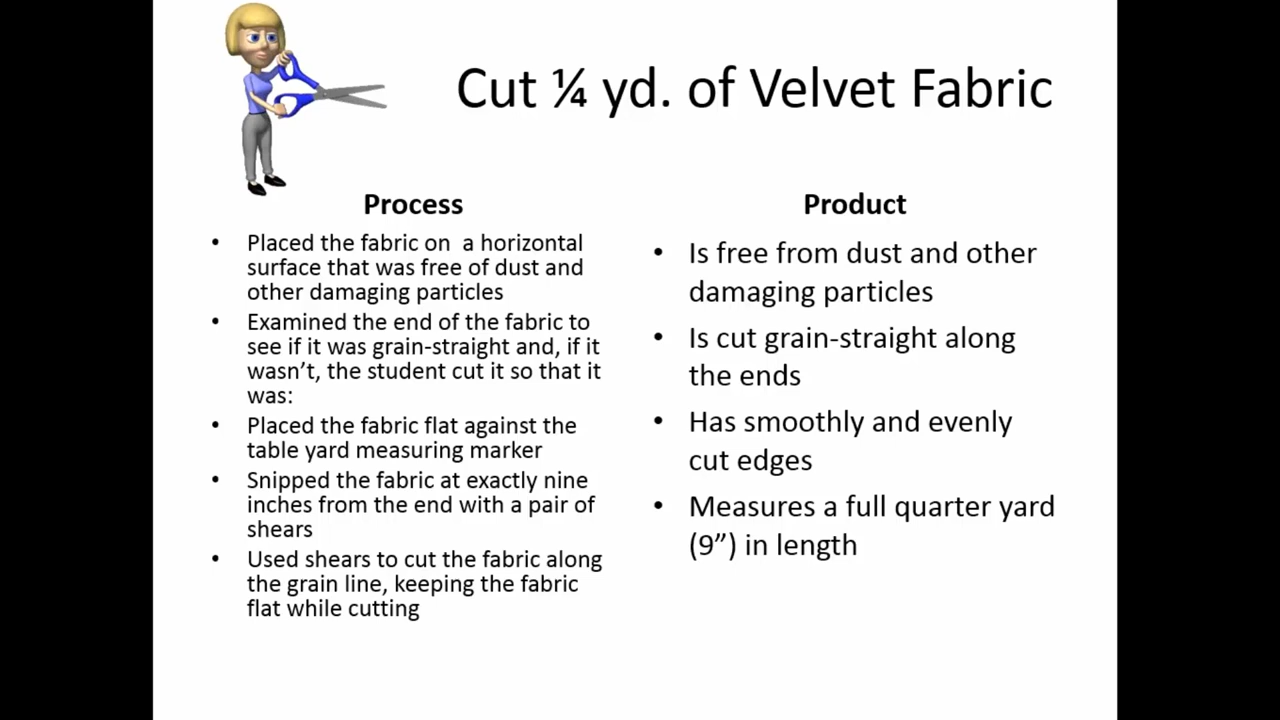 Cut ¼ yd. of Velvet Fabric
Process
• Placed the fabric on  a horizontal
surface that was free of dust and
other damaging particles
• Examined the end of the fabric to
see if it was grain-straight and, if it
wasn’t, the student cut it so that it
was:
• Placed the fabric flat against the
table yard measuring marker
• Snipped the fabric at exactly nine
inches from the end with a pair of
shears
• Used shears to cut the fabric along
the grain line, keeping the fabric
flat while cutting
Product
• Is free from dust and other
damaging particles
• Is cut grain-straight along
the ends
• Has smoothly and evenly
cut edges
• Measures a full quarter yard
(9”) in length